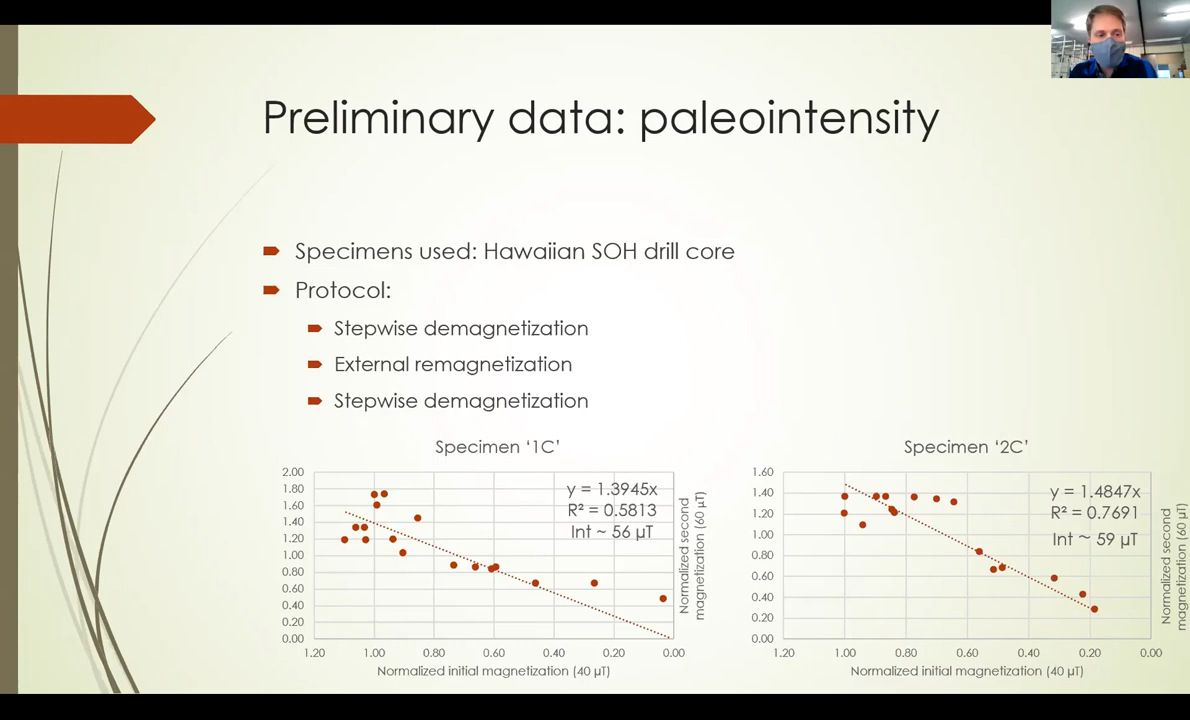 Preliminary data: paleointensity
Specimens used: Hawaiian SOH drill core
Protocol:
Stepwise demagnetization
External remagnetization
Stepwise demagnetization
Specimen ‘1C’
2.00
1.80
1.60
1.40
1.20
1.00
0.80
0.60
0.40
0.20
0.00
y = 1.3945x
R² = 0.5813
Int ~ 56 µT
1.20 1.00 0.80 0.60 0.40 0.20 0.00
Normalized initial magnetization (40 µT)
Normalized second
magnetization (60 µT)
Specimen ‘2C’
1.60
1.40
1.20
1.00
0.80
0.60
0.40
0.20
0.00
y = 1.4847x
R² = 0.7691
Int ~ 59 µT
1.20 1.00 0.80 0.60 0.40 0.20 0.00
Normalized initial magnetization (40 µT)
Normalized second
magnetization (60 µT)